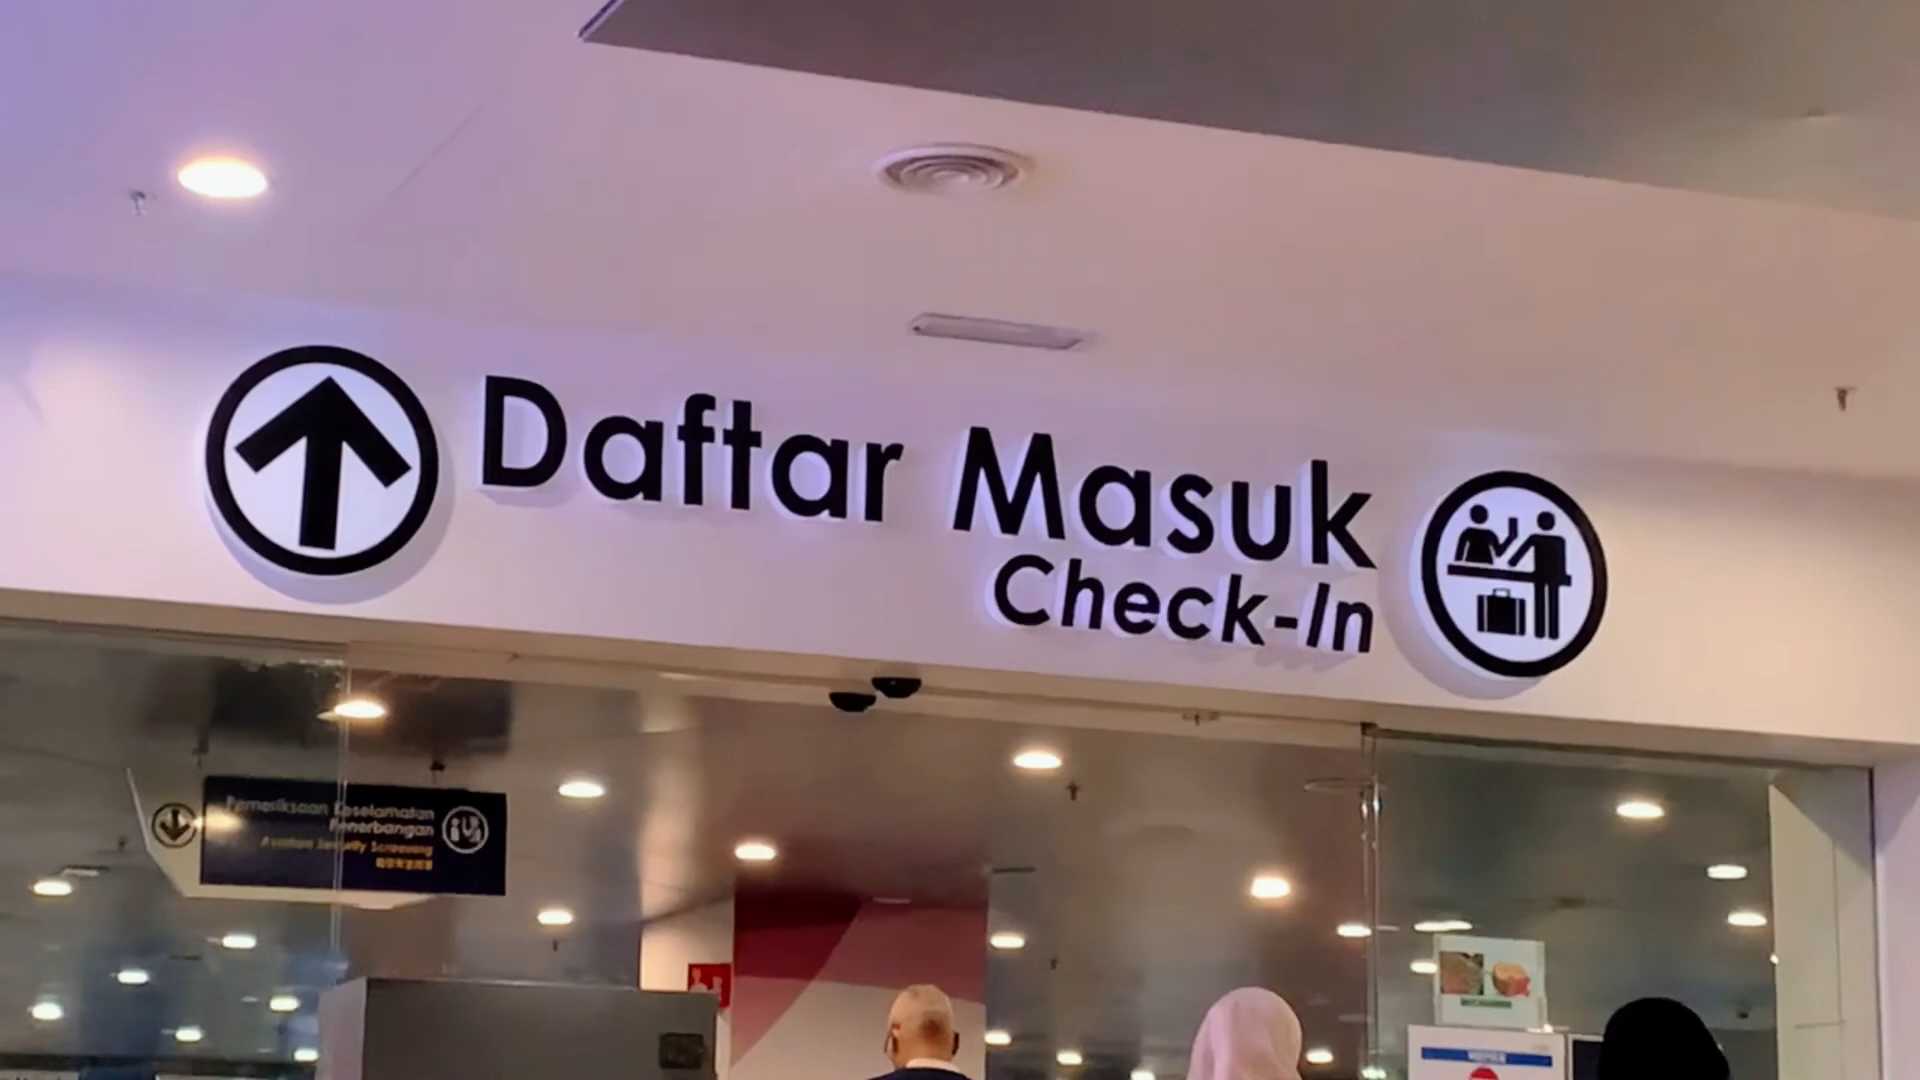 Daftar Masuk
Check-In
Pemeriksaan Keselamatan
Penerbangan
Aviation Security Screening